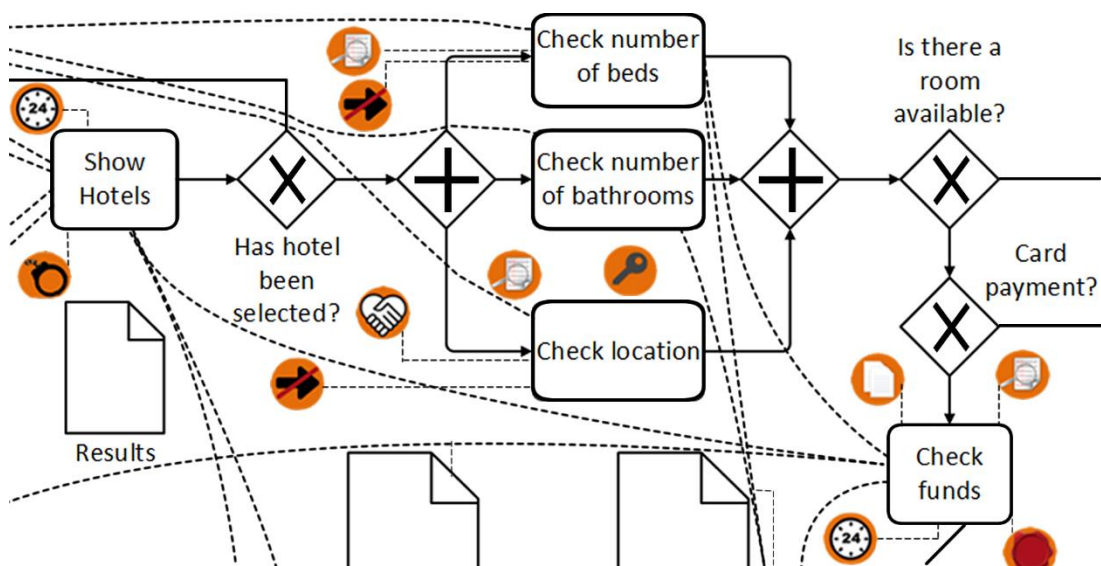 Check number
of beds
Is there a
room
available?
24
Show
Hotels
Check number
of bathrooms
Has hotel
been
selected?
Card
payment?
Check location
Results
Check
funds
24